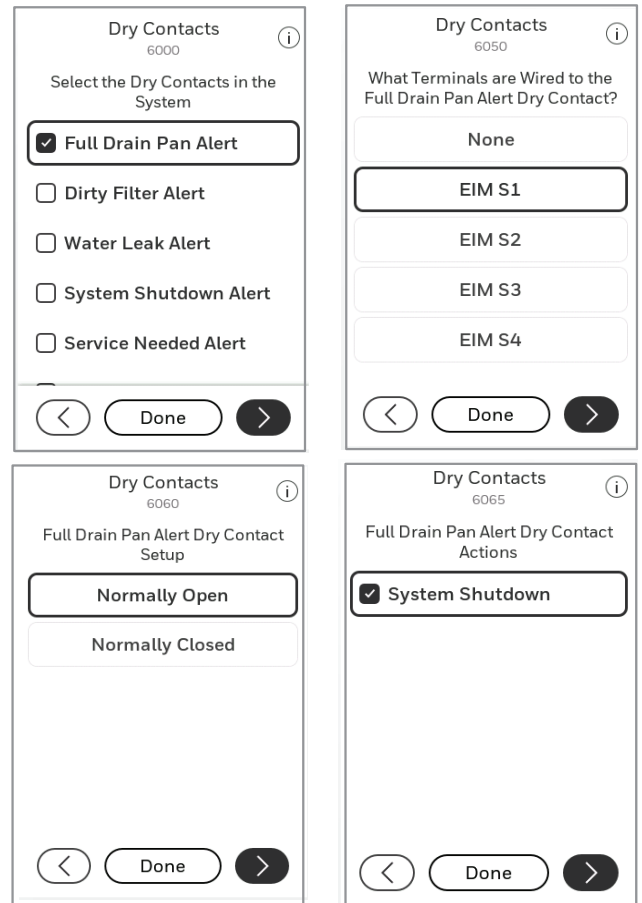 Dry Contacts
6000
Select the Dry Contacts in the
System
Full Drain Pan Alert
Dirty Filter Alert
Water Leak Alert
System Shutdown Alert
Service Needed Alert
Done
Dry Contacts
6050
What Terminals are Wired to the
Full Drain Pan Alert Dry Contact?
None
EIM S1
EIM S2
EIM S3
EIM S4
Done
Dry Contacts
6060
Full Drain Pan Alert Dry Contact
Setup
Normally Open
Normally Closed
Done
Dry Contacts
6065
Full Drain Pan Alert Dry Contact
Actions
System Shutdown
Done